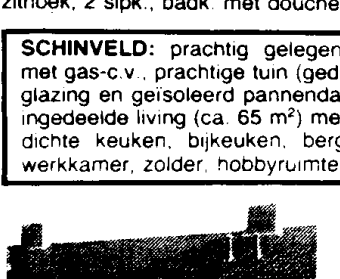 zithoek, 2 slpk., badk. met douche
SCHINVELD: prachtig gelegen
met gas-c.v., prachtige tuin (ged
glazing en geïsoleerd pannenda
ingedeelde living (ca. 65 m²) me
dichte keuken, bijkeuken, berg
werkkamer, zolder, hobbyruimte